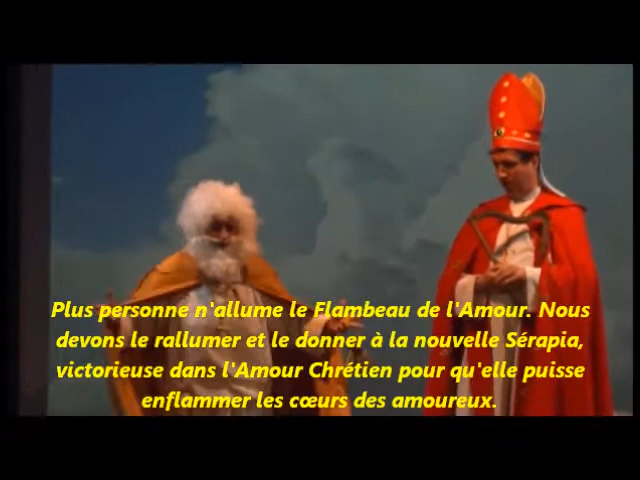 Plus personne n'allume le Flambeau de l'Amour. Nous
devons le rallumer et le donner à la nouvelle Sérapia,
victorieuse dans l'Amour Chrétien pour qu'elle puisse
enflammer les cœurs des amoureux.